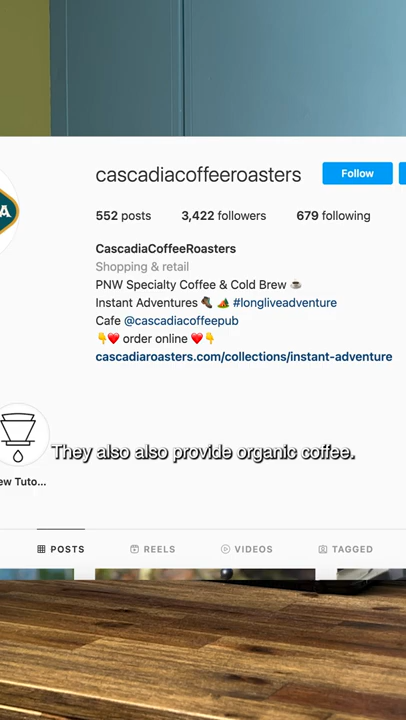 cascadiacoffeeroasters
Follow
552 posts 3,422 followers 679 following
CascadiaCoffeeRoasters
Shopping & retail
PNW Specialty Coffee & Cold Brew ☕
Instant Adventures 🥾 🏕️ #longliveadventure
Cafe @cascadiacoffeepub
👇❤️ order online ❤️👇
cascadiaroasters.com/collections/instant-adventure
They also also provide organic coffee.
ew Tuto...
POSTS REELS VIDEOS TAGGED